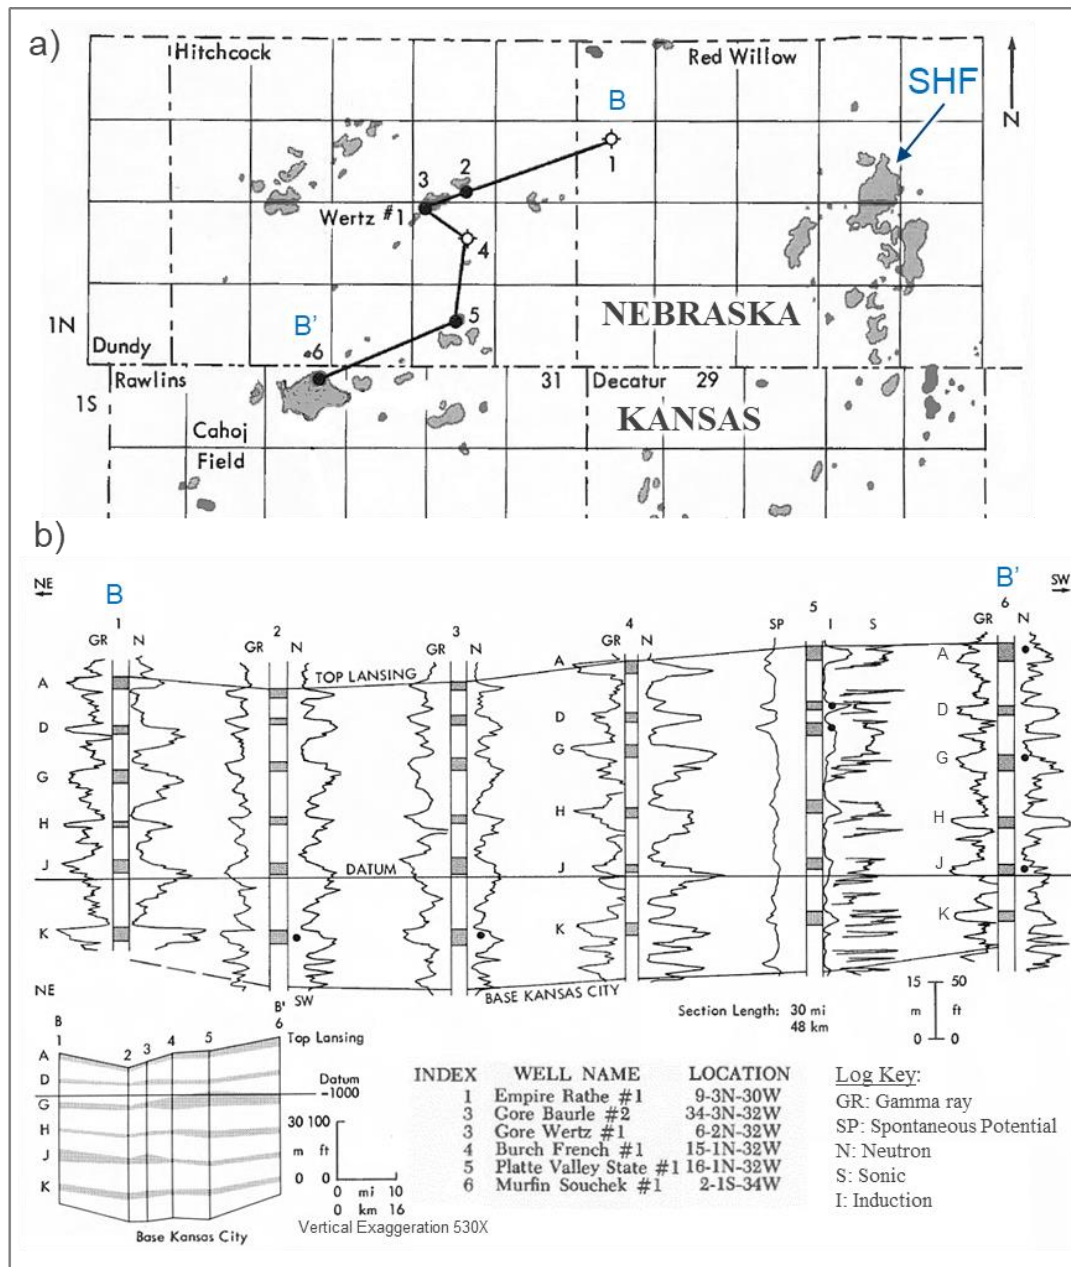 a)
Hitchcock
Red Willow
SHF
N
B
1
2
3
Wertz #1
4
5
B’
6
1N
NEBRASKA
Dundy
Rawlins
31
Decatur
29
1S
KANSAS
Cahoj
Field
b)
NE
B
B’
SW
1
2
3
4
5
6
GR N
GR N
GR N
GR N
SP I S
GR N
TOP LANSING
A
D
G
H
J
K
A
D
G
H
J
K
A
D
G
H
J
K
DATUM
BASE KANSAS CITY
15 50
m ft
0 0
Section Length: 30 mi
48 km
NE
SW
B
B'
1
2
3
4
5
6
Top Lansing
A
D
G
H
J
K
Datum
-1000
30 100
m ft
0 0
0 10
mi
km
0 16
Base Kansas City
Vertical Exaggeration 530X
INDEX WELL NAME LOCATION
1 Empire Rathe #1 9-3N-30W
3 Gore Baurle #2 34-3N-32W
3 Gore Wertz #1 6-2N-32W
4 Burch French #1 15-1N-32W
5 Platte Valley State #1 16-1N-32W
6 Murfin Souchek #1 2-1S-34W
Log Key:
GR: Gamma ray
SP: Spontaneous Potential
N: Neutron
S: Sonic
I: Induction